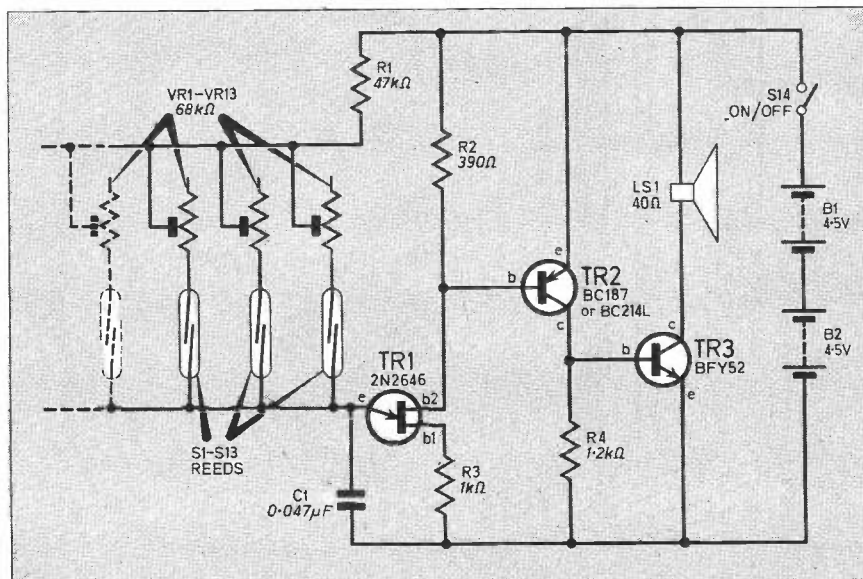 VR1-VR13
68kΩ
R1
47kΩ
R2
390Ω
S14
ON/OFF
LS1
40Ω
B1
4·5V
e
b
TR2
BC187
or BC214L
c
B2
4·5V
c
b
TR3
BFY52
e
TR1
2N2646
e
b2
b1
S1-S13
REEDS
R4
1·2kΩ
R3
1kΩ
C1
0·047µF